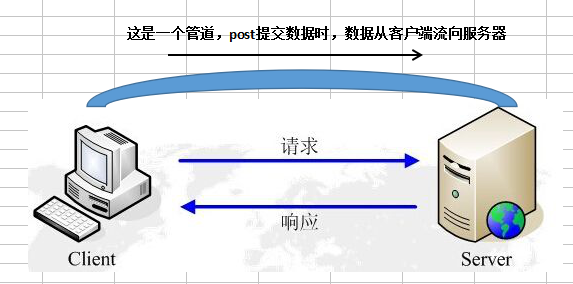 这是一个管道，post提交数据时，数据从客户端流向服务器
请求
响应
Client
Server